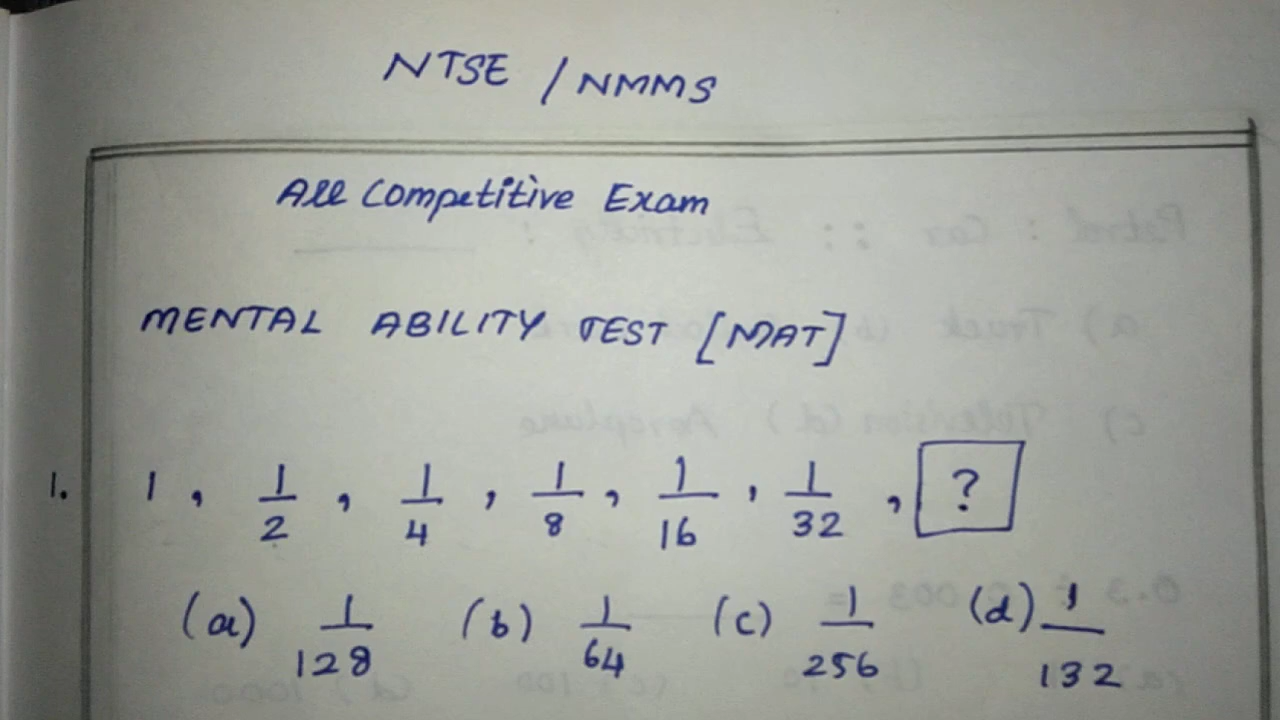 NTSE / NMMS
All Competitive Exam
MENTAL ABILITY TEST [MAT]
1. 1, 1/2, 1/4, 1/8, 1/16, 1/32, ?
(a) 1/128 (b) 1/64 (c) 1/256 (d) 1/132